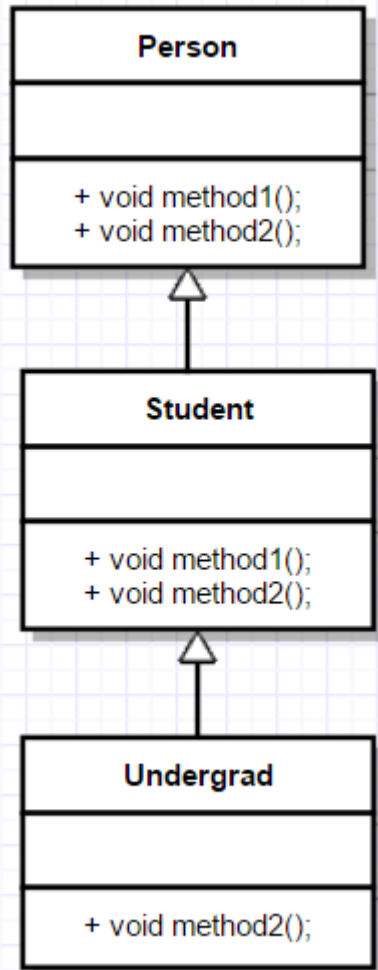 Person
+ void method1();
+ void method2();
Student
+ void method1();
+ void method2();
Undergrad
+ void method2();